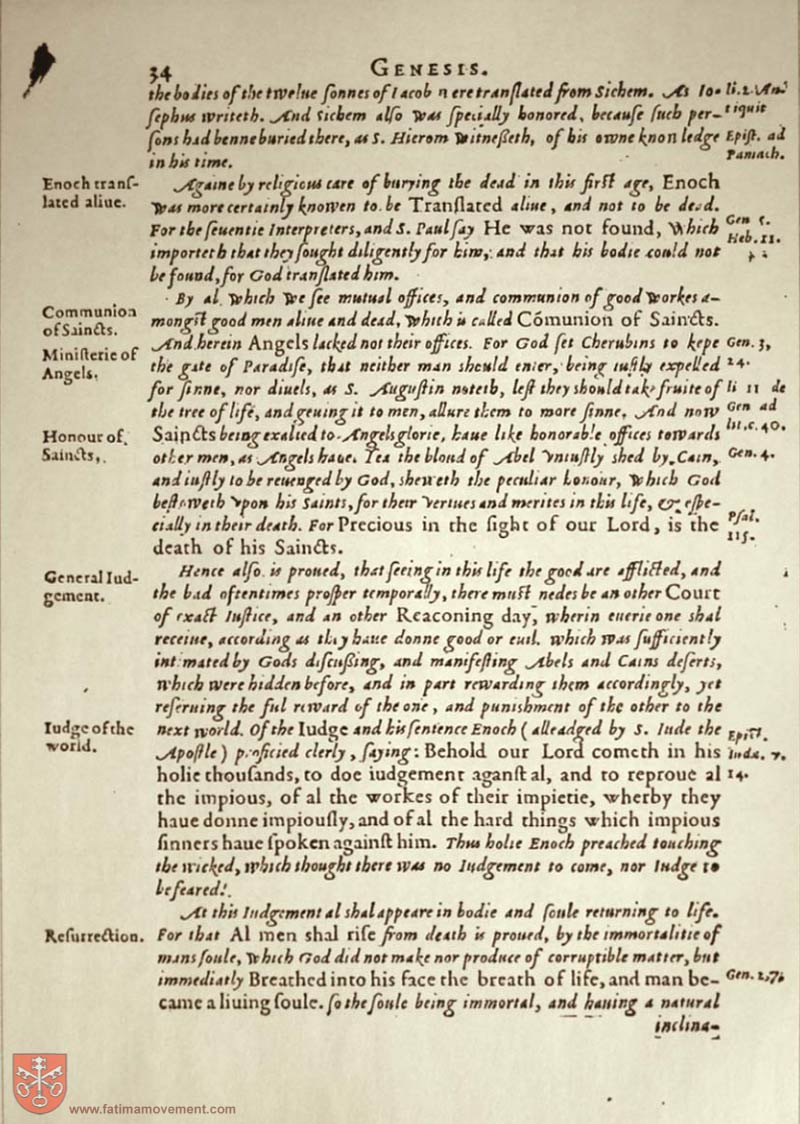 34 GENESIS.
the bodies of the twelue ſonnes of Iacob were tranſlated from Sichem. As Io- li.2. An-
ſephus writeth. And Sichem alſo was ſpecially honored, becauſe ſuch per- tiquit
ſons had benne buried there, as S. Hierom witneßeth, of his owne knowledge Epiſt. ad
in his time. Pamach.
Enoch tranſ- Againe by religious care of burying the dead in this firſt age, Enoch
lated aliue. was more certainly knowen to be Tranſlated aliue, and not to be dead.
For the ſeuentie Interpreters, and S. Paul ſay He was not found, which Gen 5.
importeth that they ſought diligently for him, and that his bodie could not Heb. 11.
be found, for God tranſlated him.
By al which we ſee mutual offices, and communion of good workes a-
Communion
of Saincts. mongſt good men aliue and dead, which is called Cõmunion of Saincts.
Miniſterie of And herein Angels lacked not their offices. For God ſet Cherubins to kepe Gen. 3,
Angels. the gate of Paradiſe, that neither man should enter, being iuſtly expelled 24.
for ſinne, nor diuels, as S. Auguſtin noteth, leſt they should take fruite of li 11 de
the tree of life, and geuing it to men, allure them to more ſinne. And now Gen ad
Honour of Saincts being exalted to Angels glorie, haue like honorable offices towards lit, c. 40.
Saincts, other men, as Angels haue. Yea the bloud of Abel vniuſtly shed by Cain, Gen. 4.
and iuſtly to be reuenged by God, sheweth the peculiar honour, which God
beſtoweth vpon his Saints, for their vertues and merites in this life, & eſpe-
cially in their death. For Precious in the ſight of our Lord, is the Pſal.
death of his Saincts. 115.
General Iud- Hence alſo is proued, that ſeeing in this life the good are afflicted, and
gement. the bad oftentimes proſper temporally, there muſt nedes be an other Court
of exact Iuſtice, and an other Reaconing day, wherin euerie one shal
receiue, according as they haue donne good or euil. which was ſufficiently
intimated by Gods diſcußing, and manifeſting Abels and Cains deſerts,
which were hidden before, and in part rewarding them accordingly, yet
reſeruing the ful reward of the one, and punishment of the other to the
Iudge of the next world. Of the Iudge and his ſentence Enoch (alleadged by S. Iude the Epiſt.
world. Apoſtle) proficied clerly, ſaying: Behold our Lord cometh in his Iuda. v.
holie thouſands, to doe iudgement aganſt al, and to reproue al 14.
the impious, of al the workes of their impietie, wherby they
haue donne impiouſly, and of al the hard things which impious
ſinners haue ſpoken againſt him. Thus holie Enoch preached touching
the wicked, which thought there was no Iudgement to come, nor Iudge to
be feared.
At this Iudgement al shal appeare in bodie and ſoule returning to life.
Reſurrection. For that Al men shal riſe from death is proued, by the immortalitie of
mans ſoule, which God did not make nor produce of corruptible matter, but
immediatly Breathed into his face the breath of life, and man be- Gen. 2,7.
came a liuing ſoule. ſo the ſoule being immortal, and hauing a natural
inclina-
www.fatimamovement.com